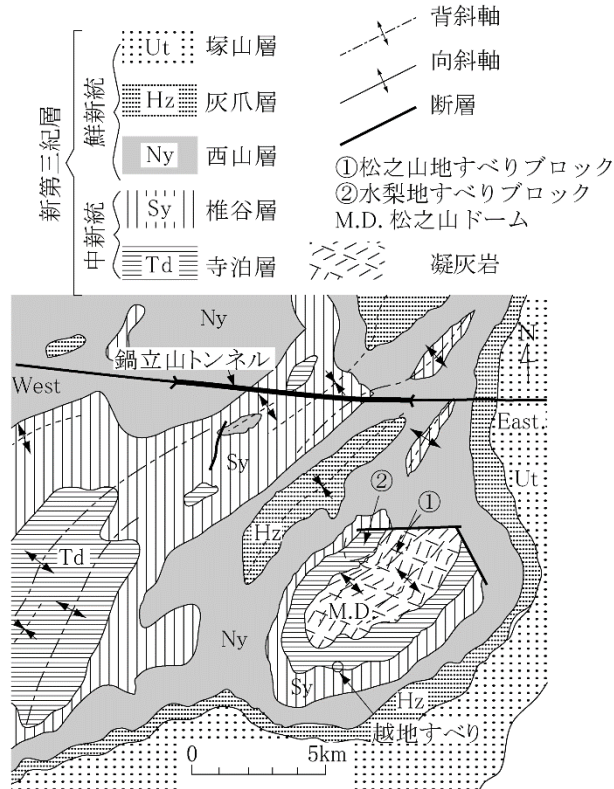 新第三紀層
鮮新統
中新統
Ut 塚山層
Hz 灰爪層
Ny 西山層
Sy 椎谷層
Td 寺泊層
背斜軸
向斜軸
断層
①松之山地すべりブロック
②水梨地すべりブロック
M.D. 松之山ドーム
凝灰岩
Ny
鍋立山トンネル
N
West
East
Sy
Ut
②
①
Hz
Td
M.D.
Ny
Sy
Hz
越地すべり
0 5km